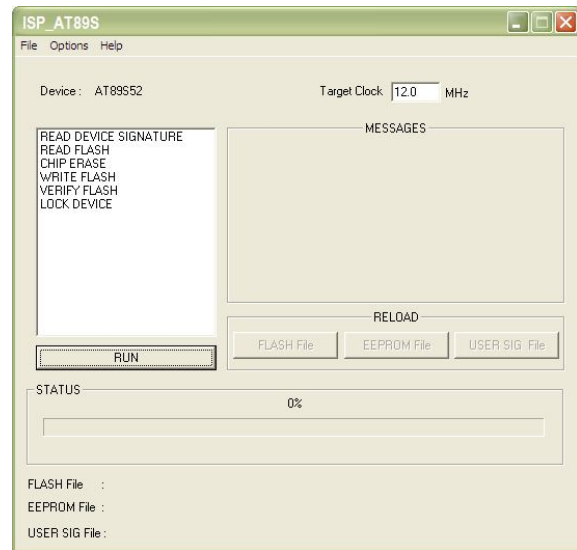 ISP_AT89S
File Options Help
Device : AT89S52
Target Clock 12.0 MHz
READ DEVICE SIGNATURE
READ FLASH
CHIP ERASE
WRITE FLASH
VERIFY FLASH
LOCK DEVICE
MESSAGES
RELOAD
FLASH File EEPROM File USER SIG. File
RUN
STATUS
0%
FLASH File :
EEPROM File :
USER SIG File :